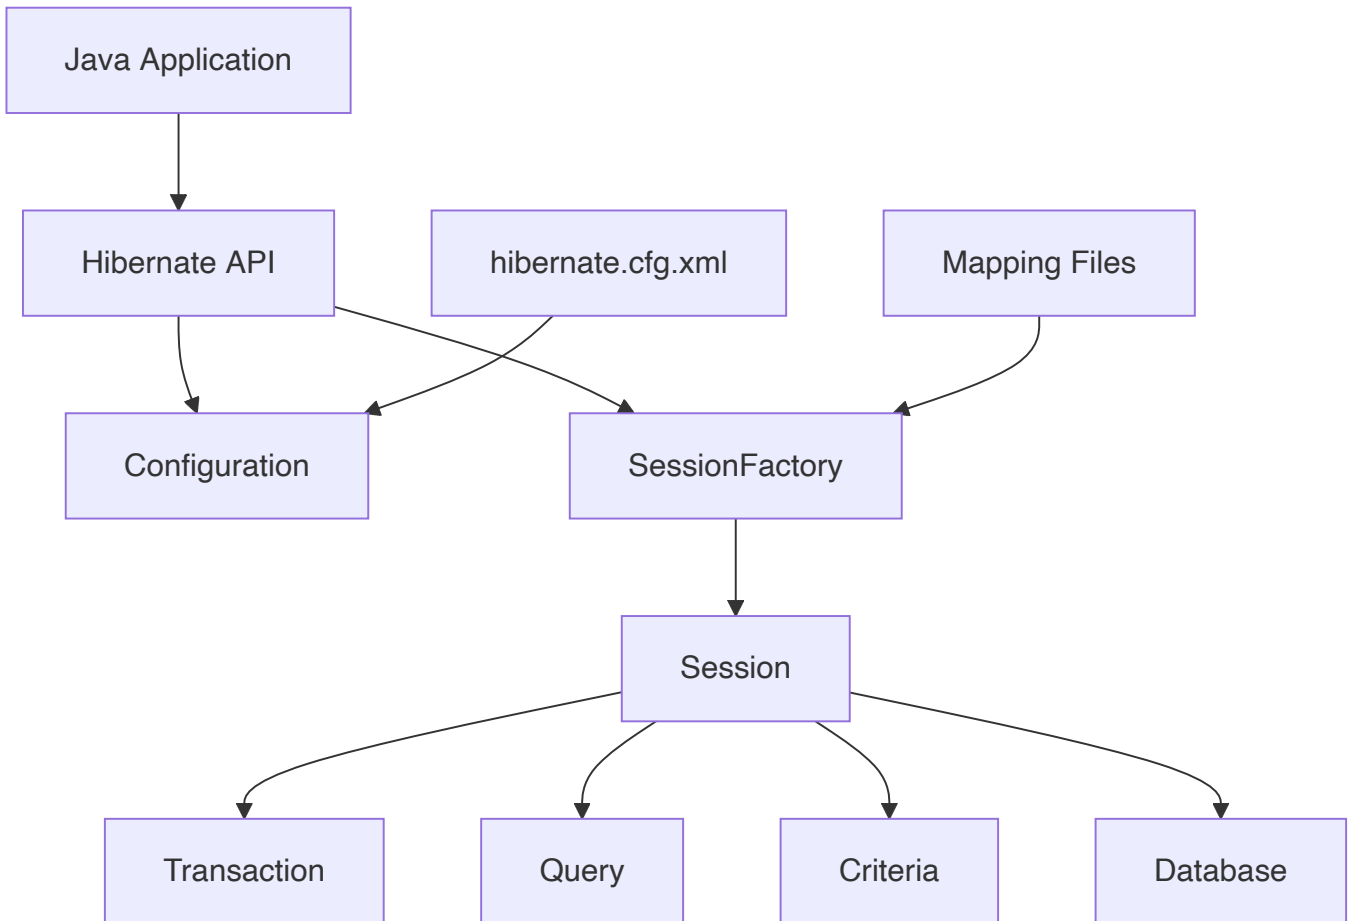 Java Application
Hibernate API
hibernate.cfg.xml
Mapping Files
Configuration
SessionFactory
Session
Transaction
Query
Criteria
Database